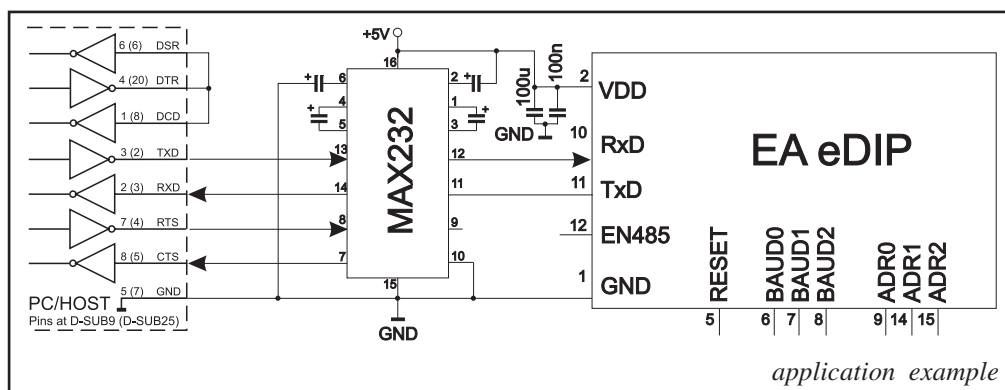 6 (6) DSR
4 (20) DTR
1 (8) DCD
3 (2) TXD
2 (3) RXD
7 (4) RTS
8 (5) CTS
5 (7) GND
PC/HOST
Pins at D-SUB9 (D-SUB25)
+5V
16
6
4
5
13
14
8
7
15
MAX232
2
1
3
12
11
9
10
GND
100u
100n
GND
EA eDIP
2 VDD
10 RxD
11 TxD
12 EN485
1 GND
RESET
BAUD0
BAUD1
BAUD2
ADR0
ADR1
ADR2
5 6 7 8 9 14 15
application example